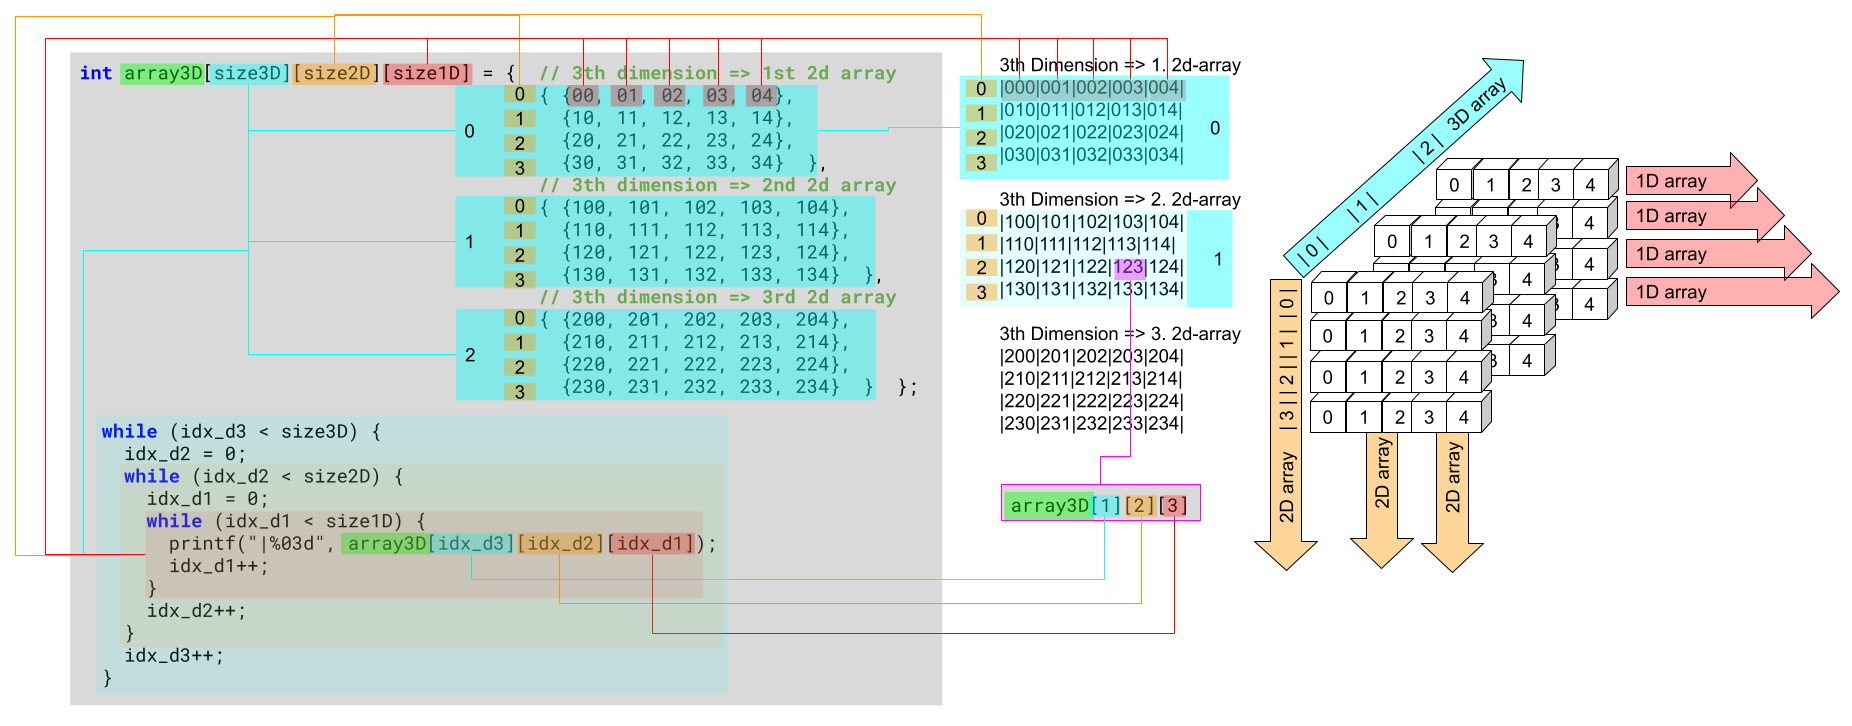 int array3D[size3D][size2D][size1D] = {  // 3th dimension => 1st 2d array
0
0 { {00, 01, 02, 03, 04},
1 {10, 11, 12, 13, 14},
2 {20, 21, 22, 23, 24},
3 {30, 31, 32, 33, 34}  },
// 3th dimension => 2nd 2d array
1
0 { {100, 101, 102, 103, 104},
1 {110, 111, 112, 113, 114},
2 {120, 121, 122, 123, 124},
3 {130, 131, 132, 133, 134}  },
// 3th dimension => 3rd 2d array
2
0 { {200, 201, 202, 203, 204},
1 {210, 211, 212, 213, 214},
2 {220, 221, 222, 223, 224},
3 {230, 231, 232, 233, 234}  }  };
while (idx_d3 < size3D) {
idx_d2 = 0;
while (idx_d2 < size2D) {
idx_d1 = 0;
while (idx_d1 < size1D) {
printf("|%03d", array3D[idx_d3][idx_d2][idx_d1]);
idx_d1++;
}
idx_d2++;
}
idx_d3++;
}
3th Dimension => 1. 2d-array
0 |000|001|002|003|004|
1 |010|011|012|013|014|
2 |020|021|022|023|024|
3 |030|031|032|033|034|
0
3th Dimension => 2. 2d-array
0 |100|101|102|103|104|
1 |110|111|112|113|114|
2 |120|121|122|123|124|
3 |130|131|132|133|134|
1
3th Dimension => 3. 2d-array
|200|201|202|203|204|
|210|211|212|213|214|
|220|221|222|223|224|
|230|231|232|233|234|
array3D[1][2][3]
|0| |1| |2| 3D array
0 1 2 3 4
4
4
4
0 1 2 3 4
4
4
4
0 1 2 3 4
0 1 2 3 4
0 1 2 3 4
0 1 2 3 4
1D array
1D array
1D array
1D array
2D array |3||2||1||0|
2D array
2D array